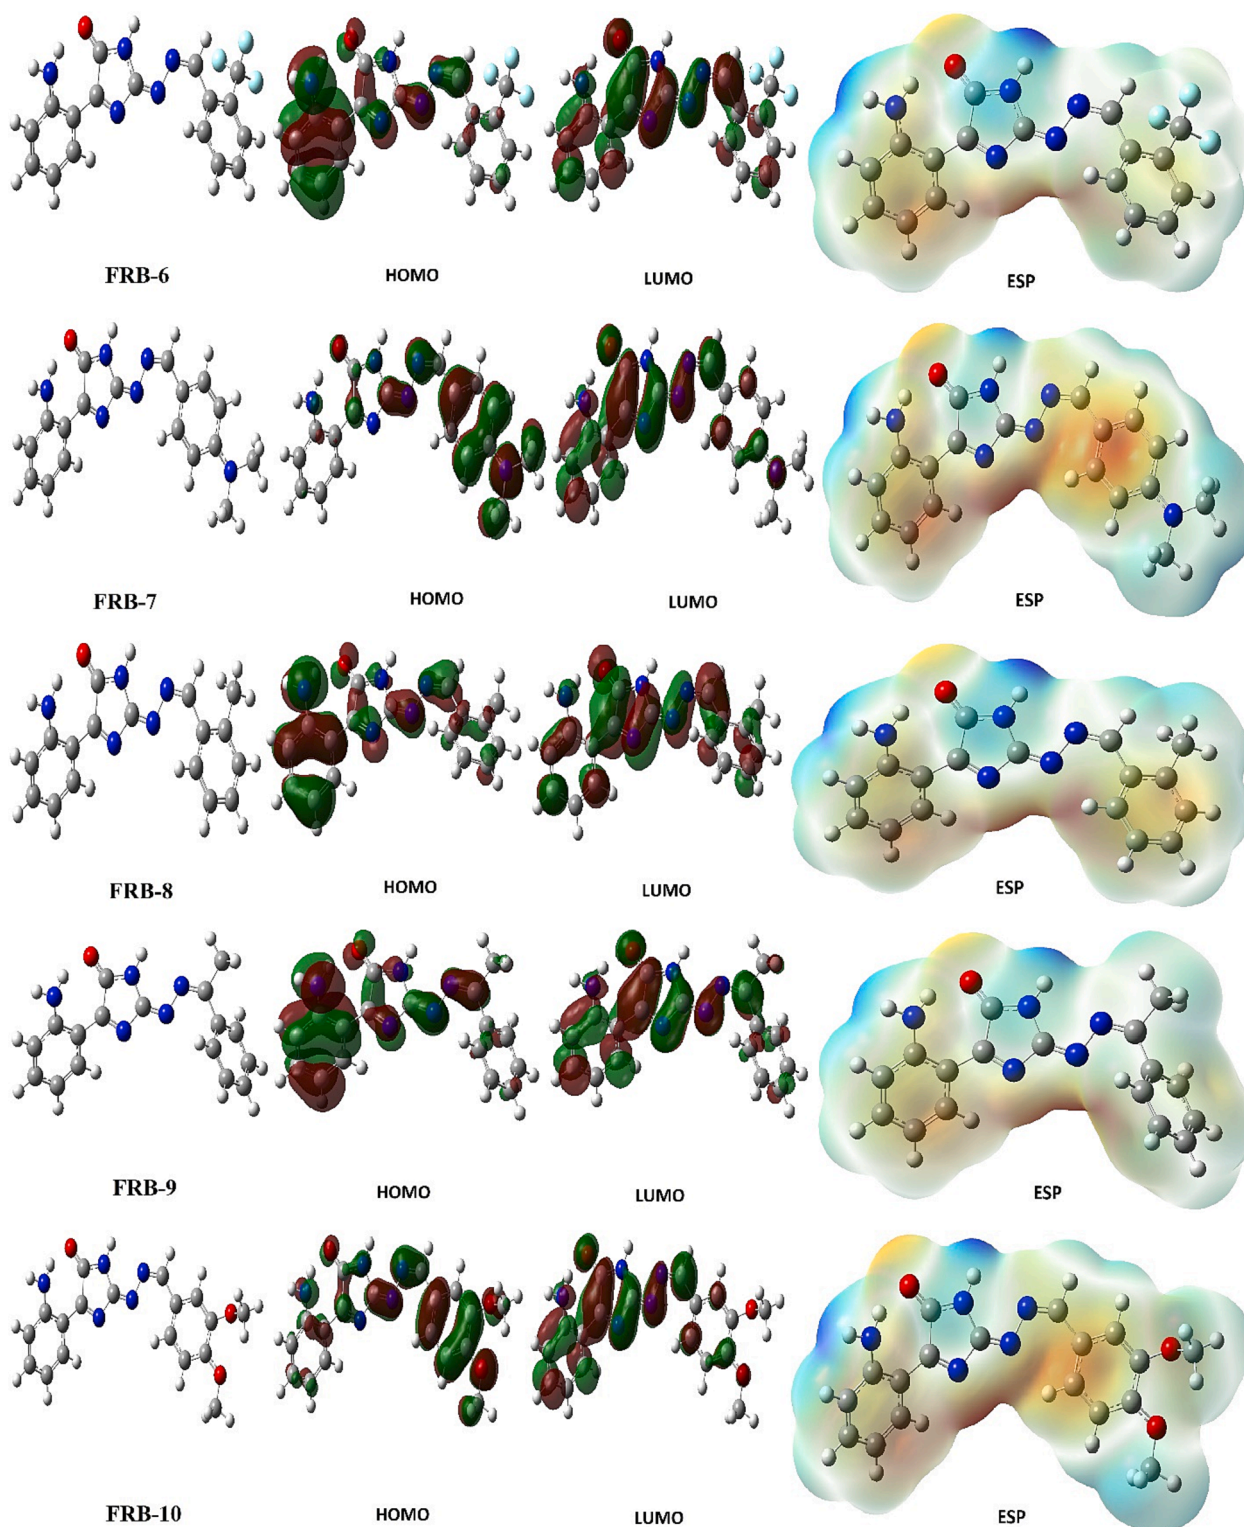 FRB-6 HOMO LUMO ESP
FRB-7 HOMO LUMO ESP
FRB-8 HOMO LUMO ESP
FRB-9 HOMO LUMO ESP
FRB-10 HOMO LUMO ESP